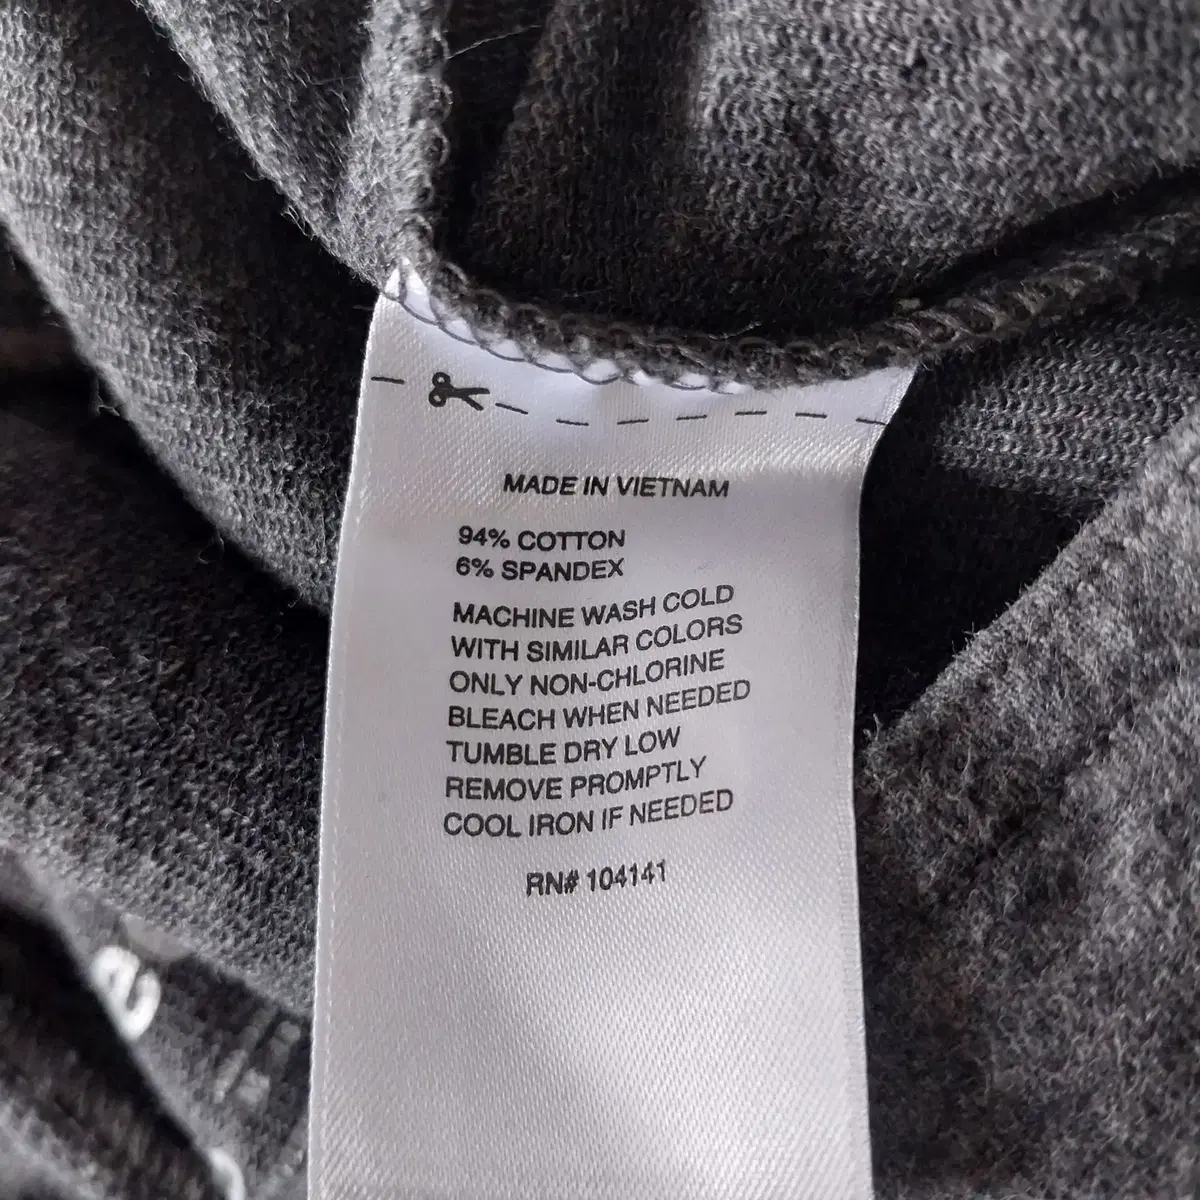 MADE IN VIETNAM
94% COTTON
6% SPANDEX
MACHINE WASH COLD
WITH SIMILAR COLORS
ONLY NON-CHLORINE
BLEACH WHEN NEEDED
TUMBLE DRY LOW
REMOVE PROMPTLY
COOL IRON IF NEEDED
RN# 104141